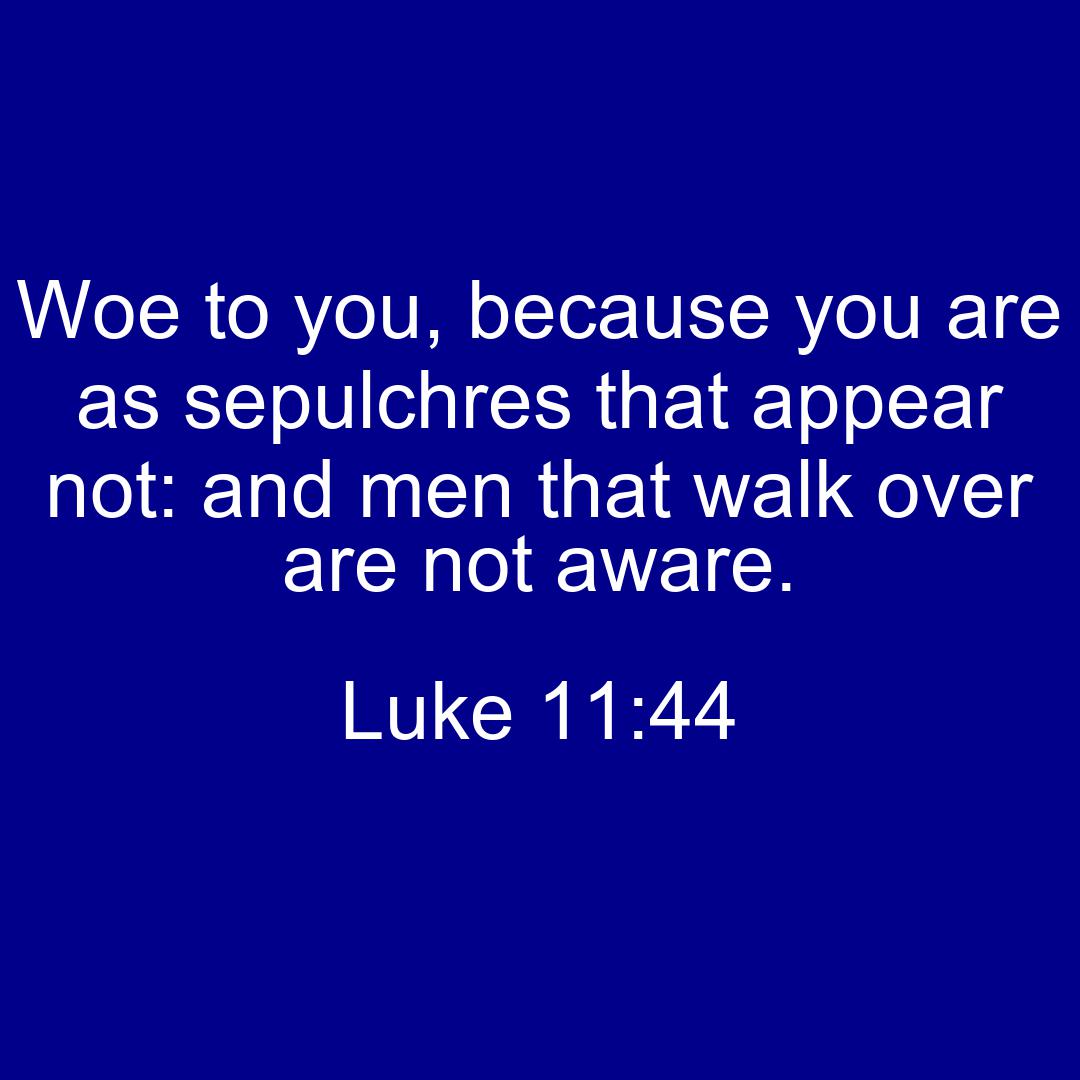 Woe to you, because you are
as sepulchres that appear
not: and men that walk over
are not aware.
Luke 11:44